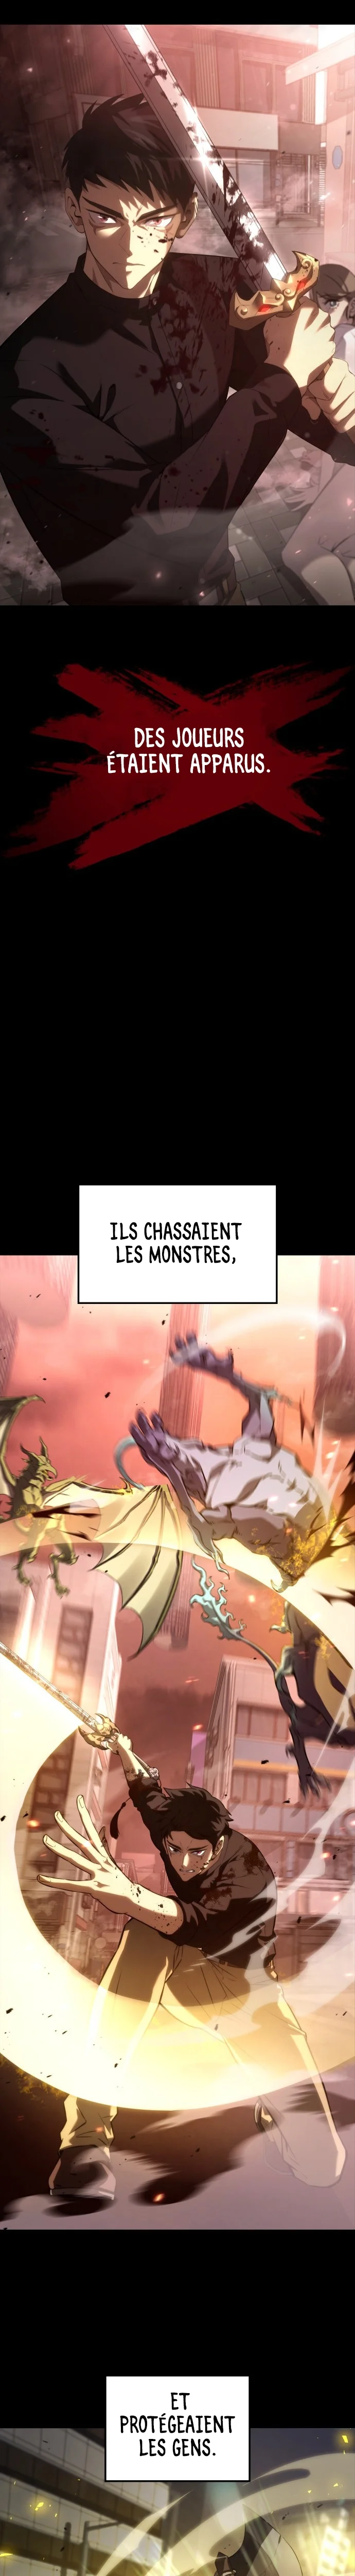 DES JOUEURS
ÉTAIENT APPARUS.
ILS CHASSAIENT
LES MONSTRES,
ET
PROTÉGEAIENT
LES GENS.